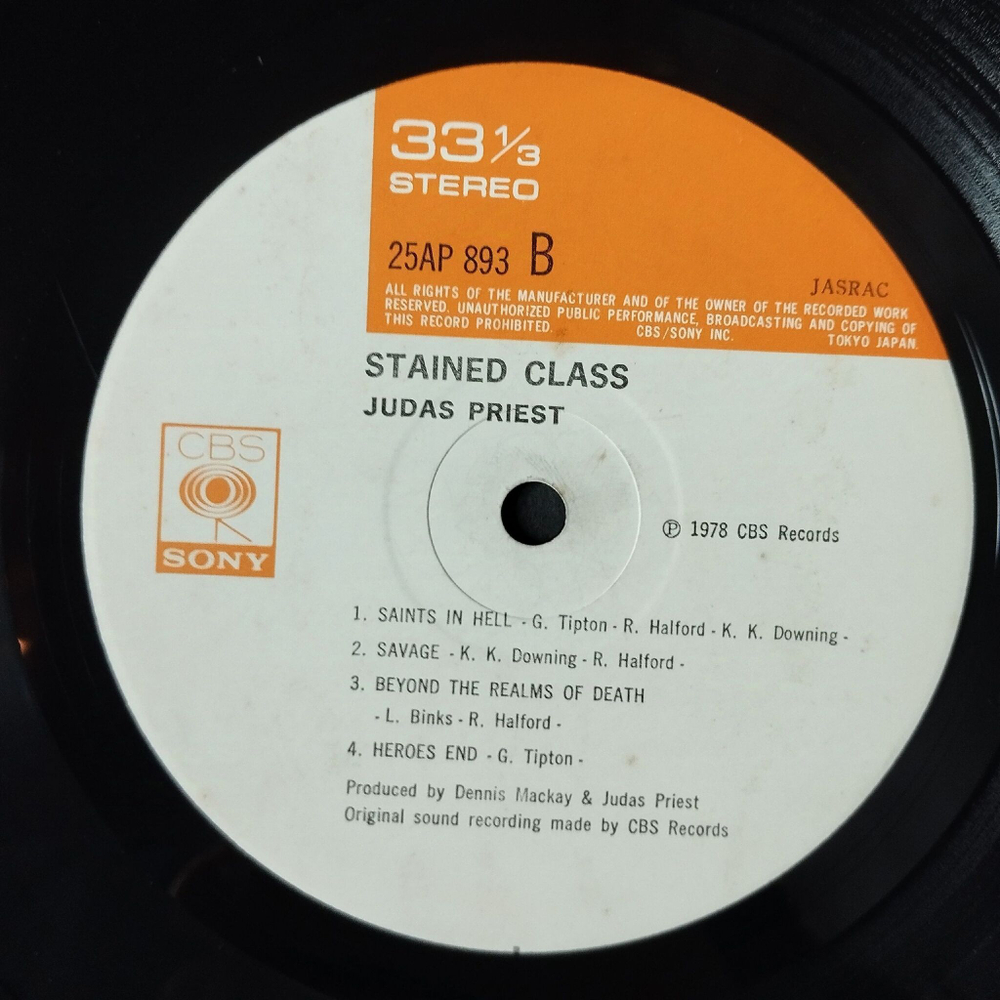 33 1/3
STEREO
25AP 893 B
JASRAC
ALL RIGHTS OF THE MANUFACTURER AND OF THE OWNER OF THE RECORDED WORK
RESERVED. UNAUTHORIZED PUBLIC PERFORMANCE, BROADCASTING AND COPYING OF
THIS RECORD PROHIBITED. CBS/SONY INC. TOKYO JAPAN.
STAINED CLASS
JUDAS PRIEST
CBS
SONY
Ⓟ 1978 CBS Records
1. SAINTS IN HELL - G. Tipton - R. Halford - K. K. Downing -
2. SAVAGE - K. K. Downing - R. Halford -
3. BEYOND THE REALMS OF DEATH
- L. Binks - R. Halford -
4. HEROES END - G. Tipton -
Produced by Dennis Mackay & Judas Priest
Original sound recording made by CBS Records